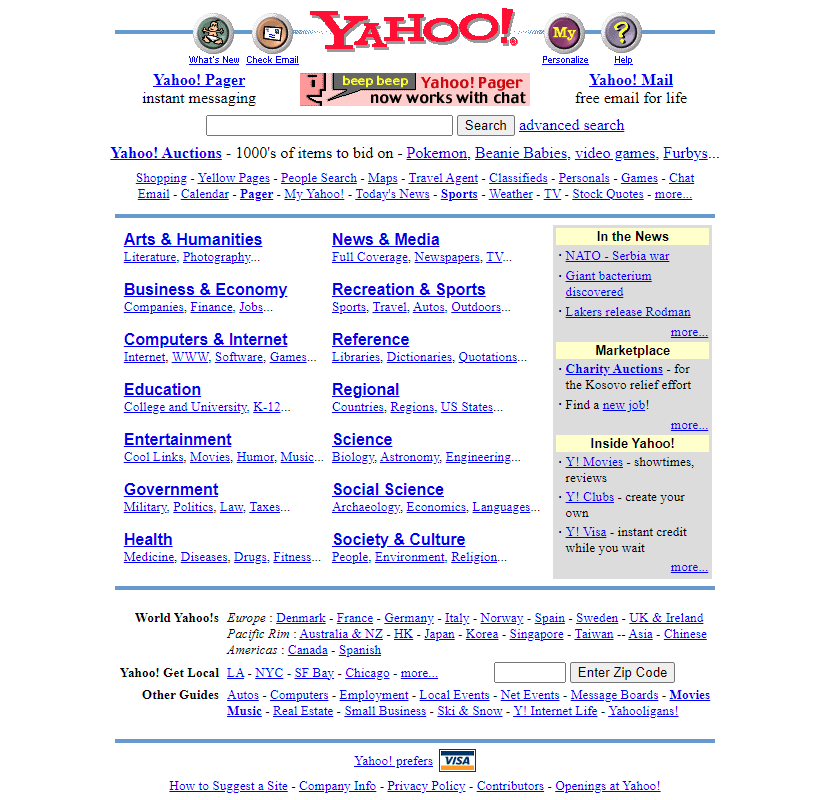 YAHOO!
My
?
What's New
Check Email
Personalize
Help
Yahoo! Pager
instant messaging
beep beep
Yahoo! Pager
now works with chat
Yahoo! Mail
free email for life
Search
advanced search
Yahoo! Auctions - 1000's of items to bid on - Pokemon, Beanie Babies, video games, Furbys...
Shopping - Yellow Pages - People Search - Maps - Travel Agent - Classifieds - Personals - Games - Chat
Email - Calendar - Pager - My Yahoo! - Today's News - Sports - Weather - TV - Stock Quotes - more...
Arts & Humanities
Literature, Photography...
Business & Economy
Companies, Finance, Jobs...
Computers & Internet
Internet, WWW, Software, Games...
Education
College and University, K-12...
Entertainment
Cool Links, Movies, Humor, Music...
Government
Military, Politics, Law, Taxes...
Health
Medicine, Diseases, Drugs, Fitness...
News & Media
Full Coverage, Newspapers, TV...
Recreation & Sports
Sports, Travel, Autos, Outdoors...
Reference
Libraries, Dictionaries, Quotations...
Regional
Countries, Regions, US States...
Science
Biology, Astronomy, Engineering...
Social Science
Archaeology, Economics, Languages...
Society & Culture
People, Environment, Religion...
In the News
· NATO - Serbia war
· Giant bacterium
discovered
· Lakers release Rodman
more...
Marketplace
· Charity Auctions - for
the Kosovo relief effort
· Find a new job!
more...
Inside Yahoo!
· Y! Movies - showtimes,
reviews
· Y! Clubs - create your
own
· Y! Visa - instant credit
while you wait
more...
World Yahoo!s Europe : Denmark - France - Germany - Italy - Norway - Spain - Sweden - UK & Ireland
Pacific Rim : Australia & NZ - HK - Japan - Korea - Singapore - Taiwan -- Asia - Chinese
Americas : Canada - Spanish
Yahoo! Get Local LA - NYC - SF Bay - Chicago - more... Enter Zip Code
Other Guides Autos - Computers - Employment - Local Events - Net Events - Message Boards - Movies
Music - Real Estate - Small Business - Ski & Snow - Y! Internet Life - Yahooligans!
Yahoo! prefers VISA
How to Suggest a Site - Company Info - Privacy Policy - Contributors - Openings at Yahoo!